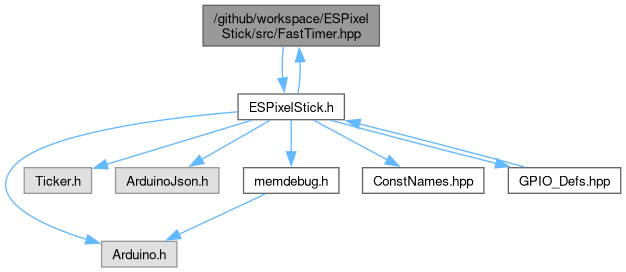 /github/workspace/ESPixel
Stick/src/FastTimer.hpp
ESPixelStick.h
Ticker.h
ArduinoJson.h
memdebug.h
ConstNames.hpp
GPIO_Defs.hpp
Arduino.h